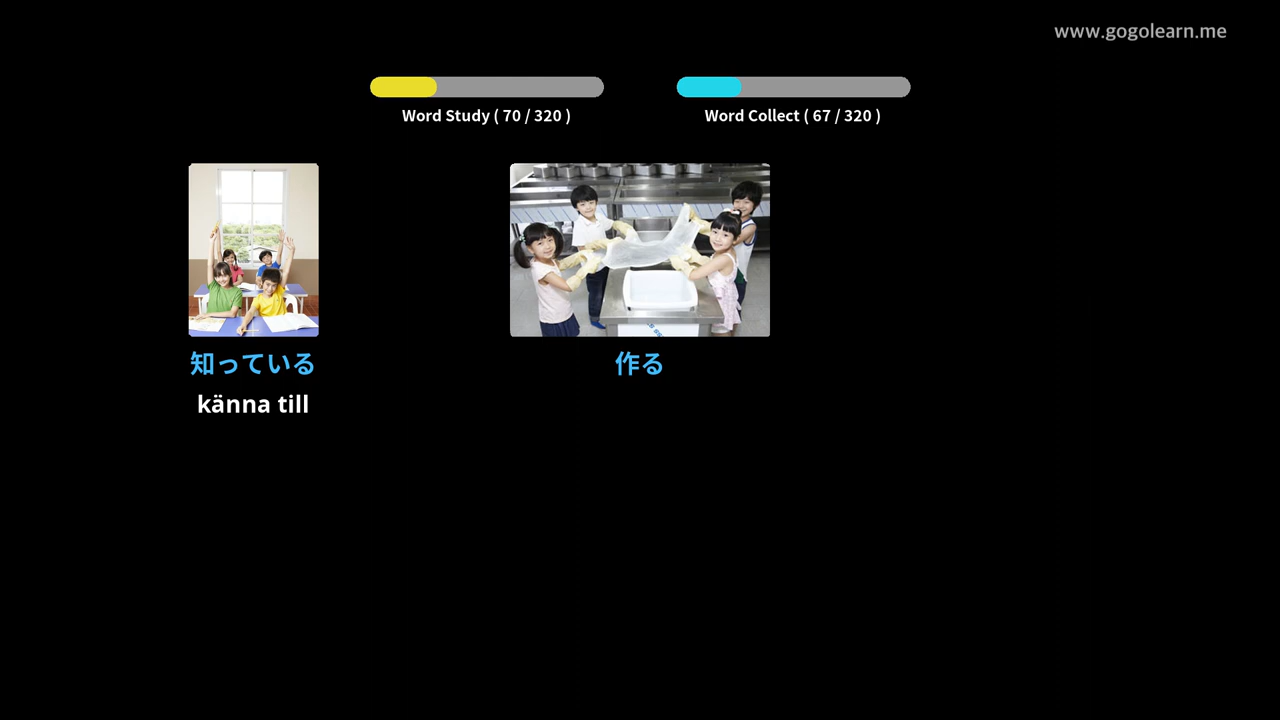 www.gogolearn.me
Word Study ( 70 / 320 )
Word Collect ( 67 / 320 )
知っている
作る
känna till